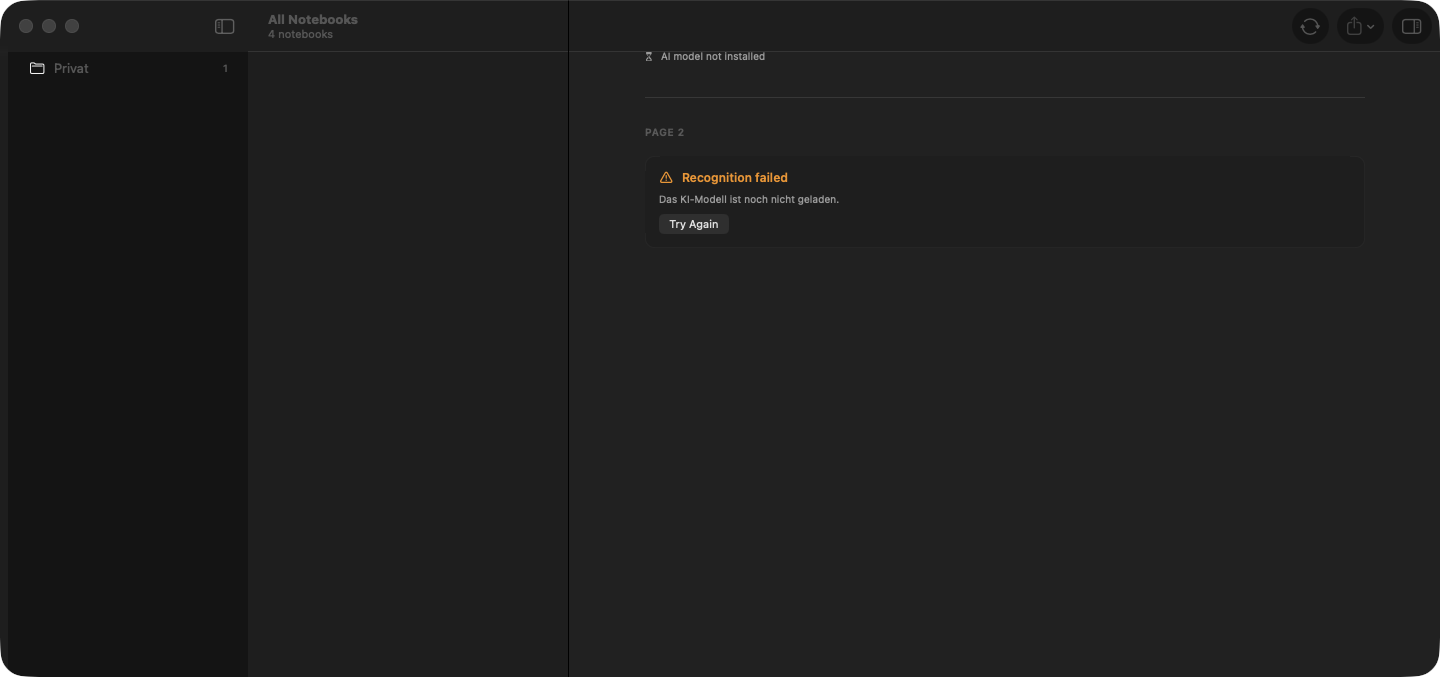 All Notebooks
4 notebooks
Privat 1
AI model not installed
PAGE 2
Recognition failed
Das KI-Modell ist noch nicht geladen.
Try Again